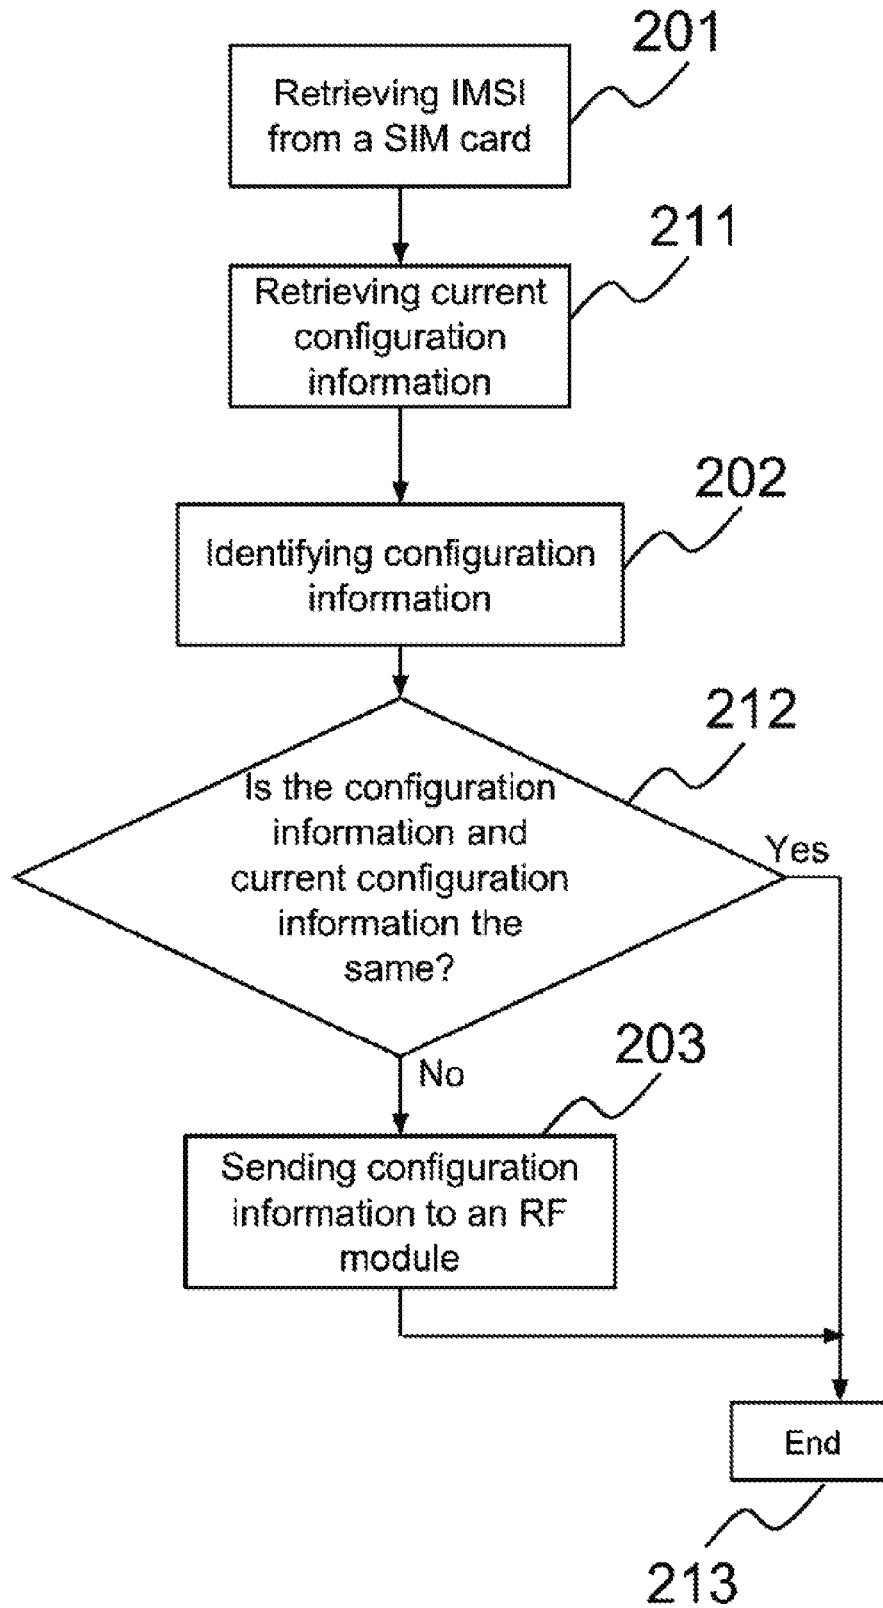 201
Retrieving IMSI
from a SIM card
211
Retrieving current
configuration
information
202
Identifying configuration
information
212
Is the configuration
information and
current configuration
information the
same?
Yes
No
203
Sending configuration
information to an RF
module
End
213